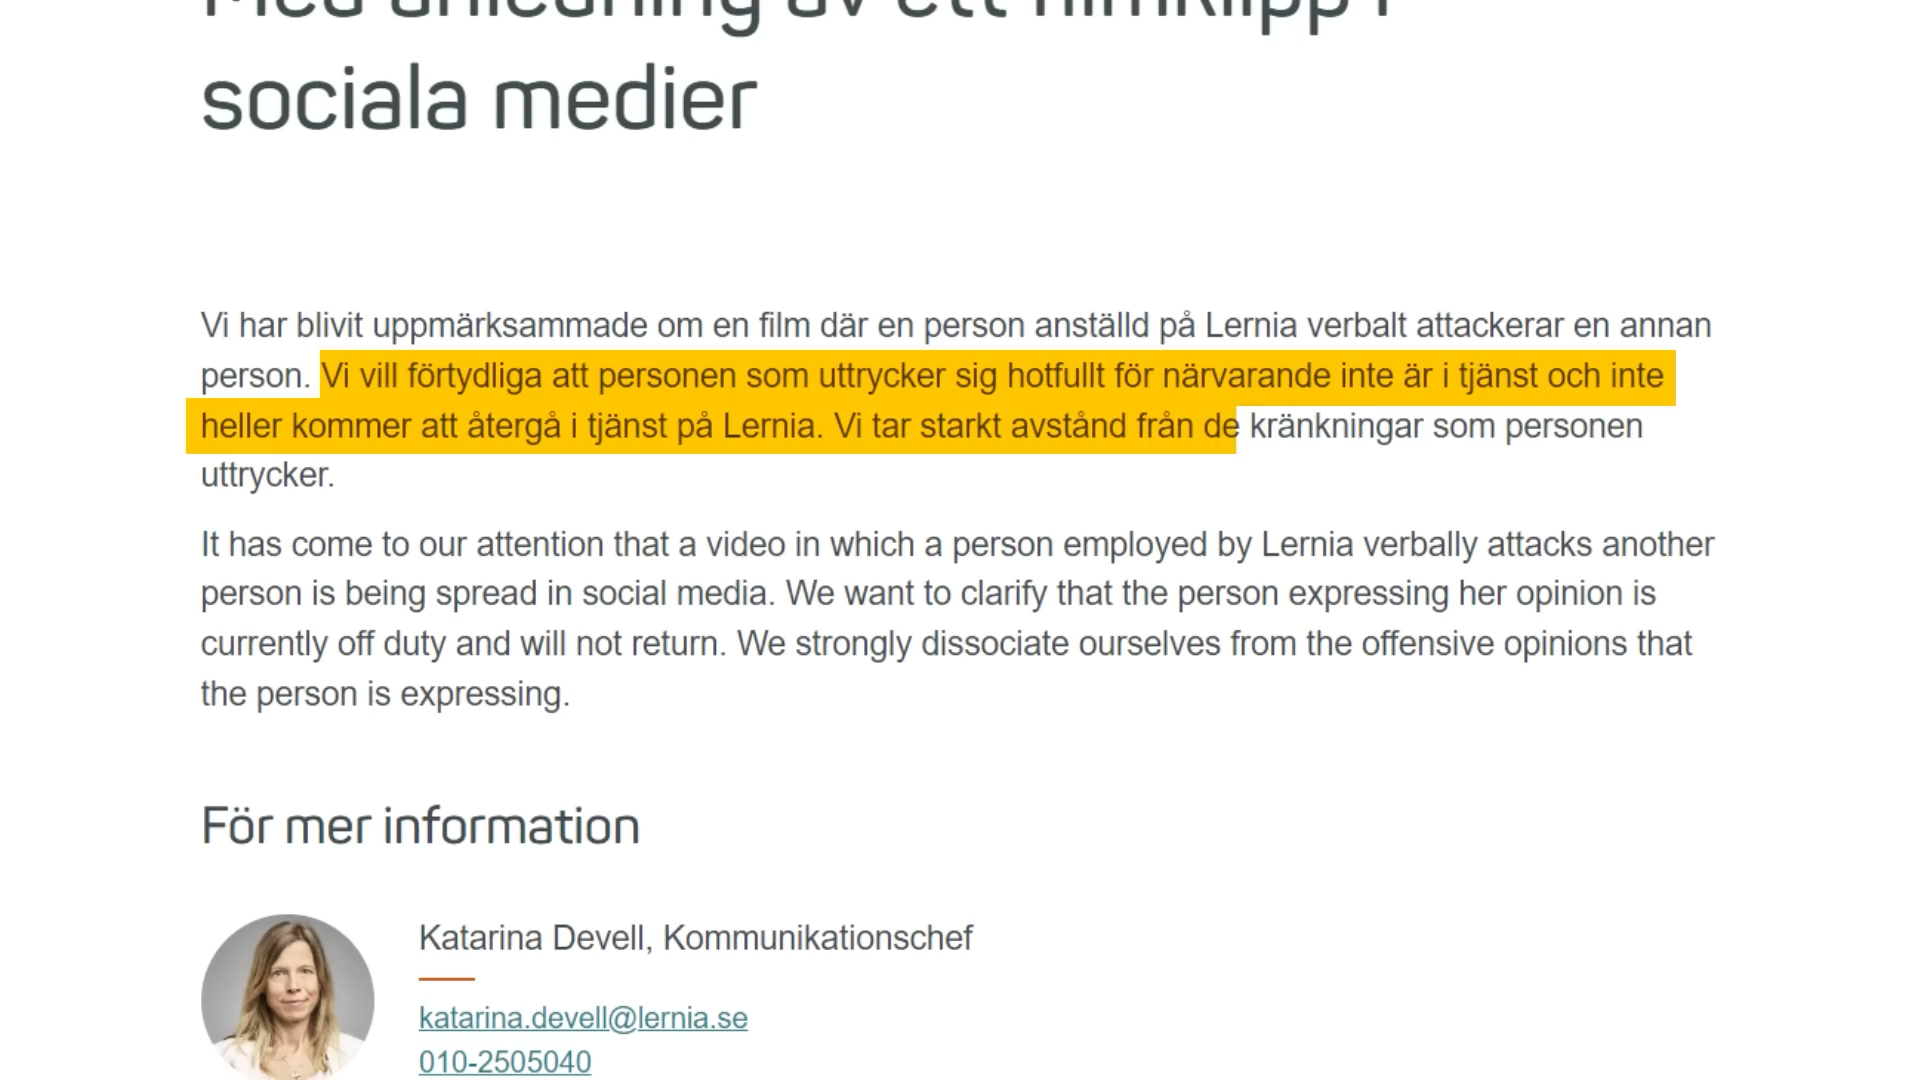 Med anledning av ett filmklipp i
sociala medier
Vi har blivit uppmärksammade om en film där en person anställd på Lernia verbalt attackerar en annan
person. Vi vill förtydliga att personen som uttrycker sig hotfullt för närvarande inte är i tjänst och inte
heller kommer att återgå i tjänst på Lernia. Vi tar starkt avstånd från de kränkningar som personen
uttrycker.
It has come to our attention that a video in which a person employed by Lernia verbally attacks another
person is being spread in social media. We want to clarify that the person expressing her opinion is
currently off duty and will not return. We strongly dissociate ourselves from the offensive opinions that
the person is expressing.
För mer information
Katarina Devell, Kommunikationschef
katarina.devell@lernia.se
010-2505040